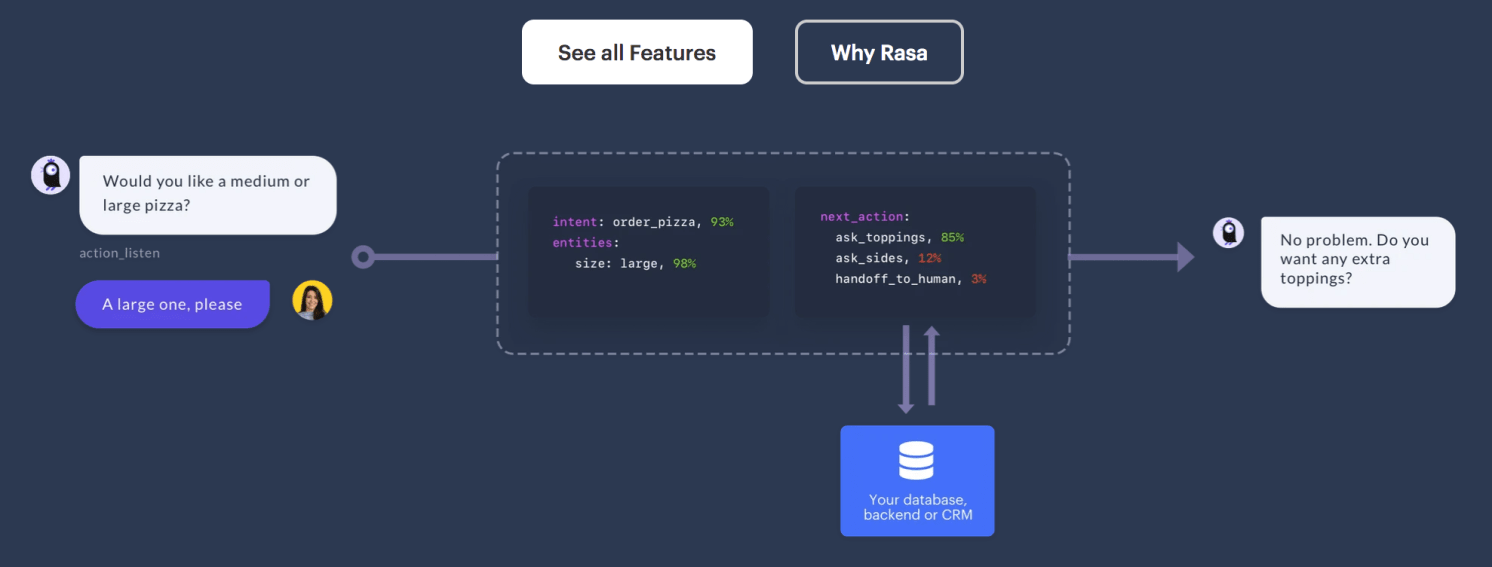 See all Features
Why Rasa
Would you like a medium or
large pizza?
action_listen
A large one, please
intent: order_pizza, 93%
entities:
size: large, 98%
next_action:
ask_toppings, 85%
ask_sides, 12%
handoff_to_human, 3%
No problem. Do you
want any extra
toppings?
Your database,
backend or CRM